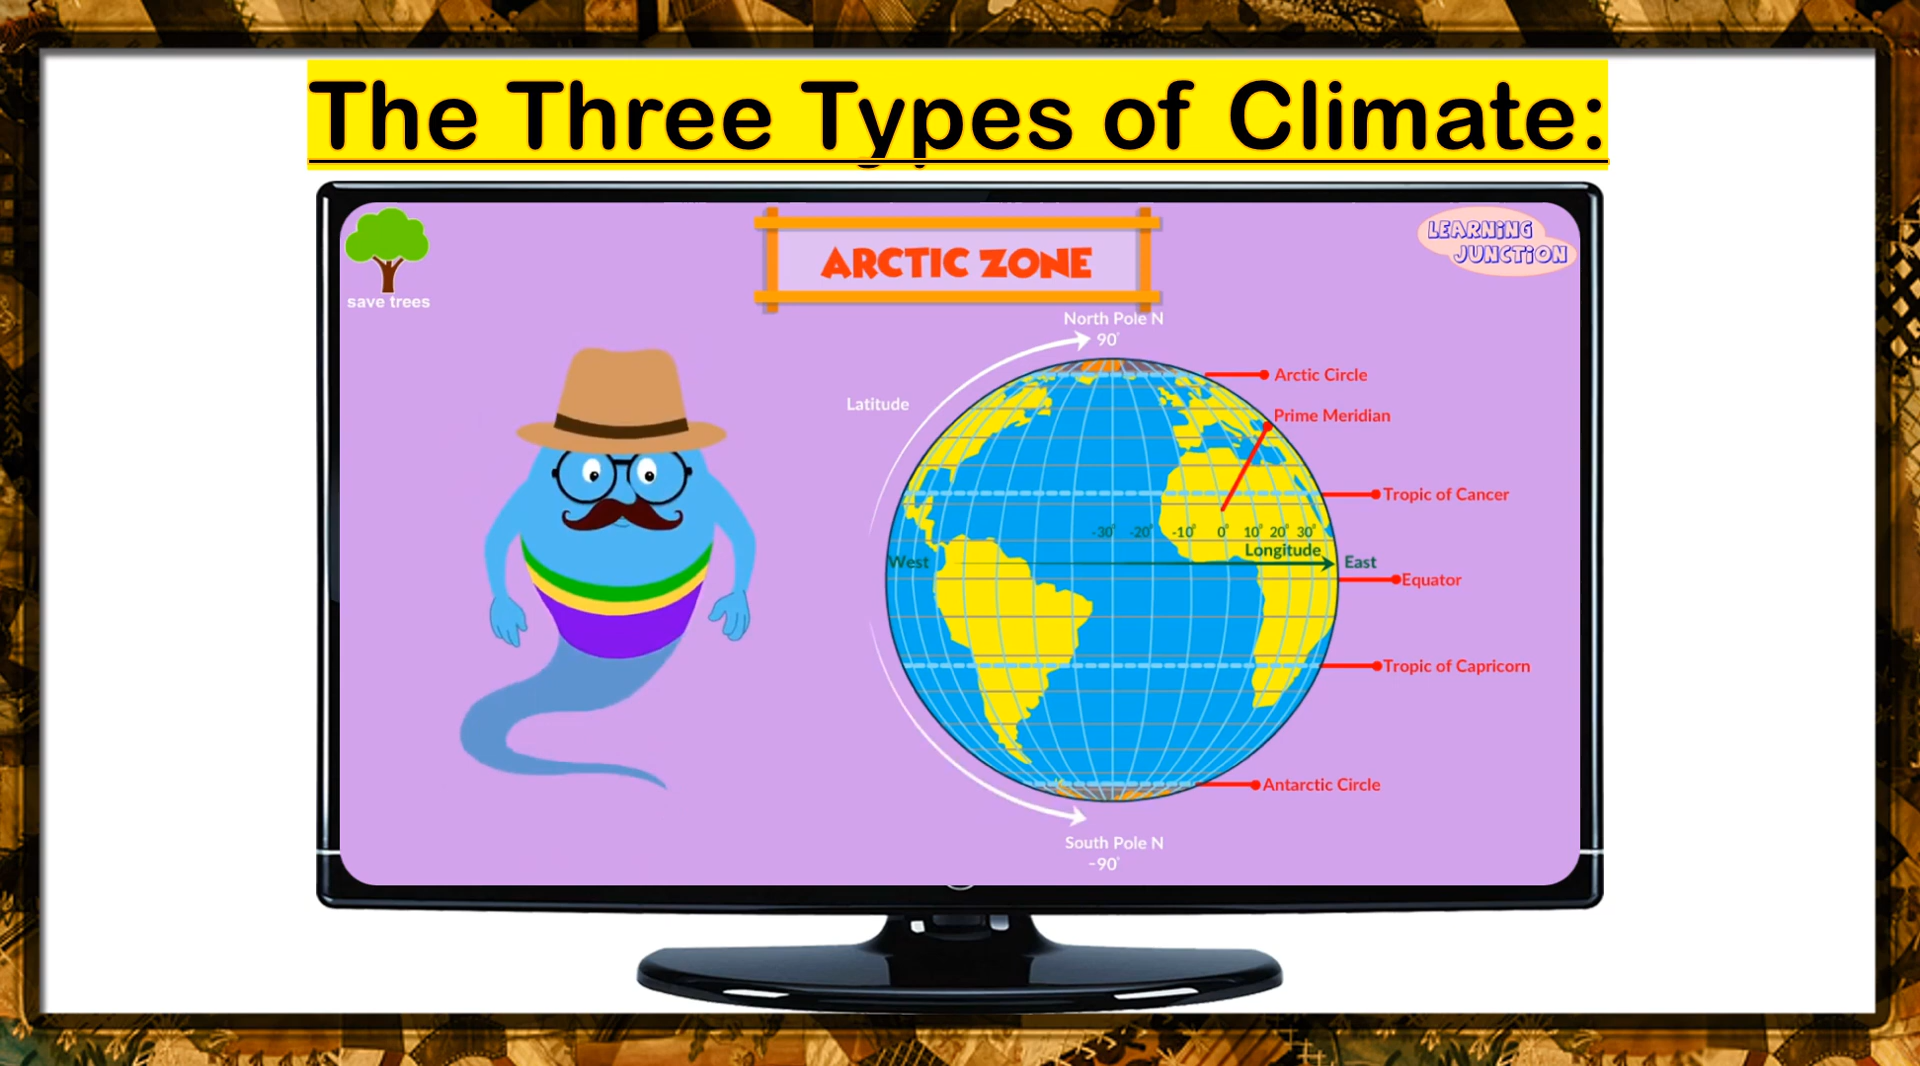 The Three Types of Climate:
save trees
ARCTIC ZONE
LEARNING
JUNCTION
North Pole N
90°
Arctic Circle
Latitude
Prime Meridian
Tropic of Cancer
-30° -20° -10° 0° 10° 20° 30°
Longitude
West
East
Equator
Tropic of Capricorn
Antarctic Circle
South Pole N
-90°